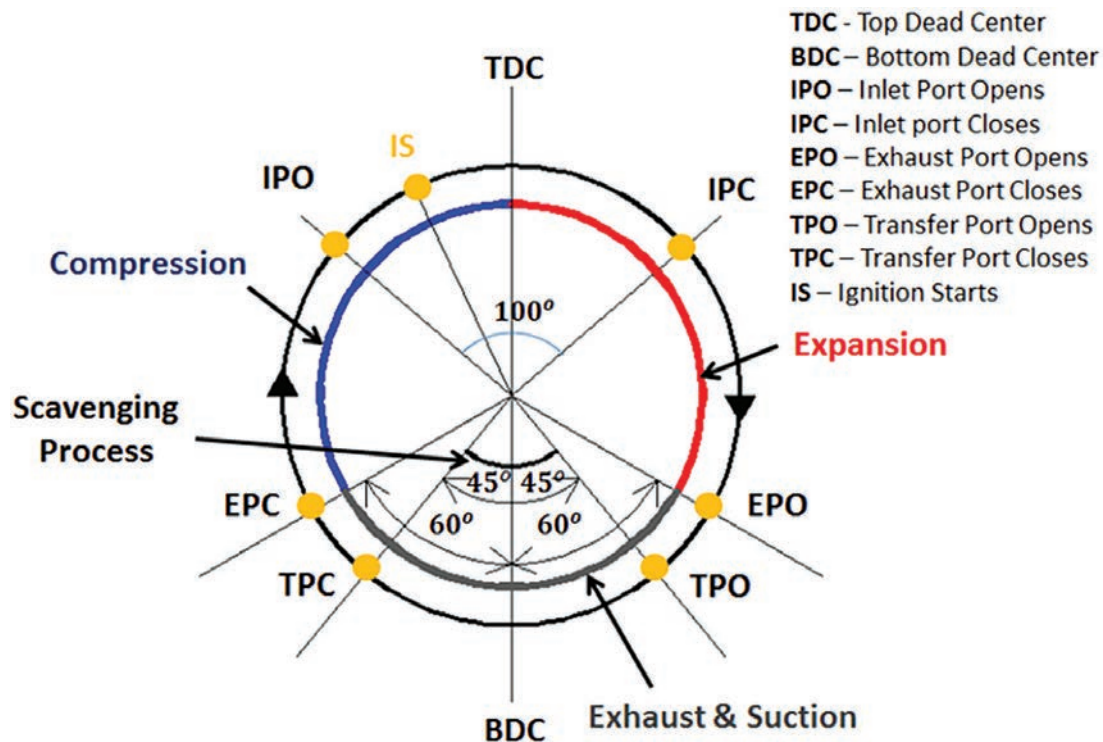 TDC - Top Dead Center
BDC – Bottom Dead Center
IPO – Inlet Port Opens
IPC – Inlet port Closes
EPO – Exhaust Port Opens
EPC – Exhaust Port Closes
TPO – Transfer Port Opens
TPC – Transfer Port Closes
IS – Ignition Starts
TDC
IS
IPO
IPC
Compression
100°
Expansion
Scavenging
Process
45° 45°
EPC
60° 60°
EPO
TPC
TPO
BDC
Exhaust & Suction